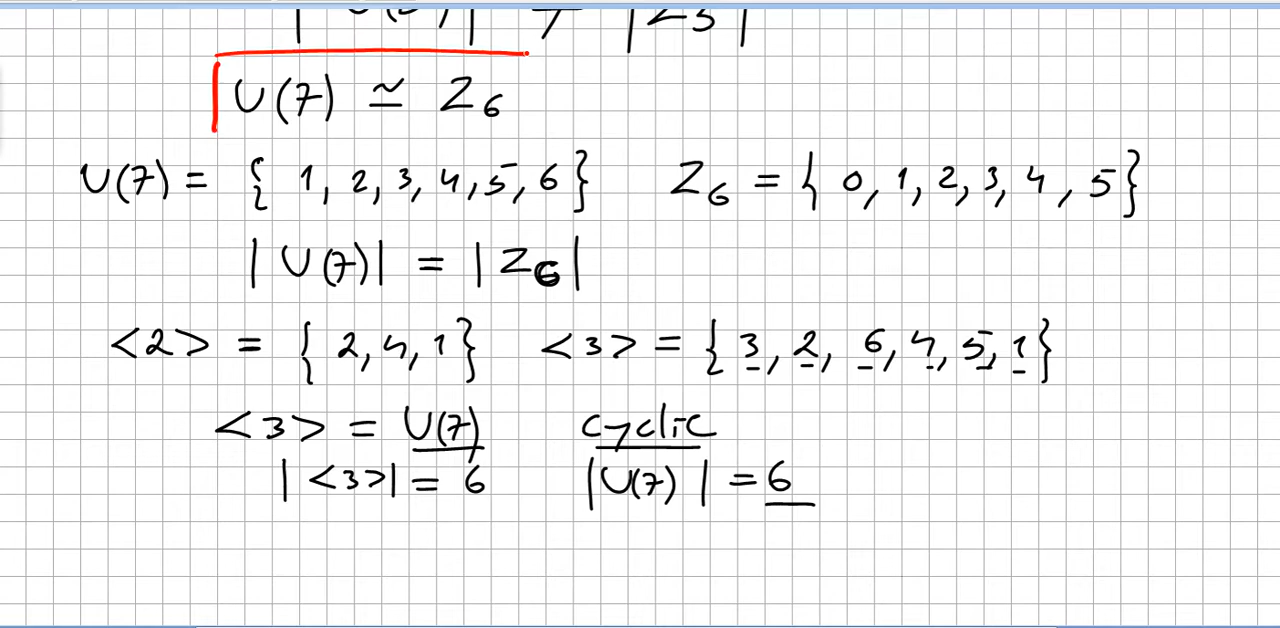 U(7) ≃ Z₆
U(7) = { 1, 2, 3, 4, 5, 6 } Z₆ = { 0, 1, 2, 3, 4, 5 }
|U(7)| = |Z₆|
<2> = { 2, 4, 1 } <3> = { 3, 2, 6, 4, 5, 1 }
<3> = U(7) cyclic
|<3>| = 6 |U(7)| = 6